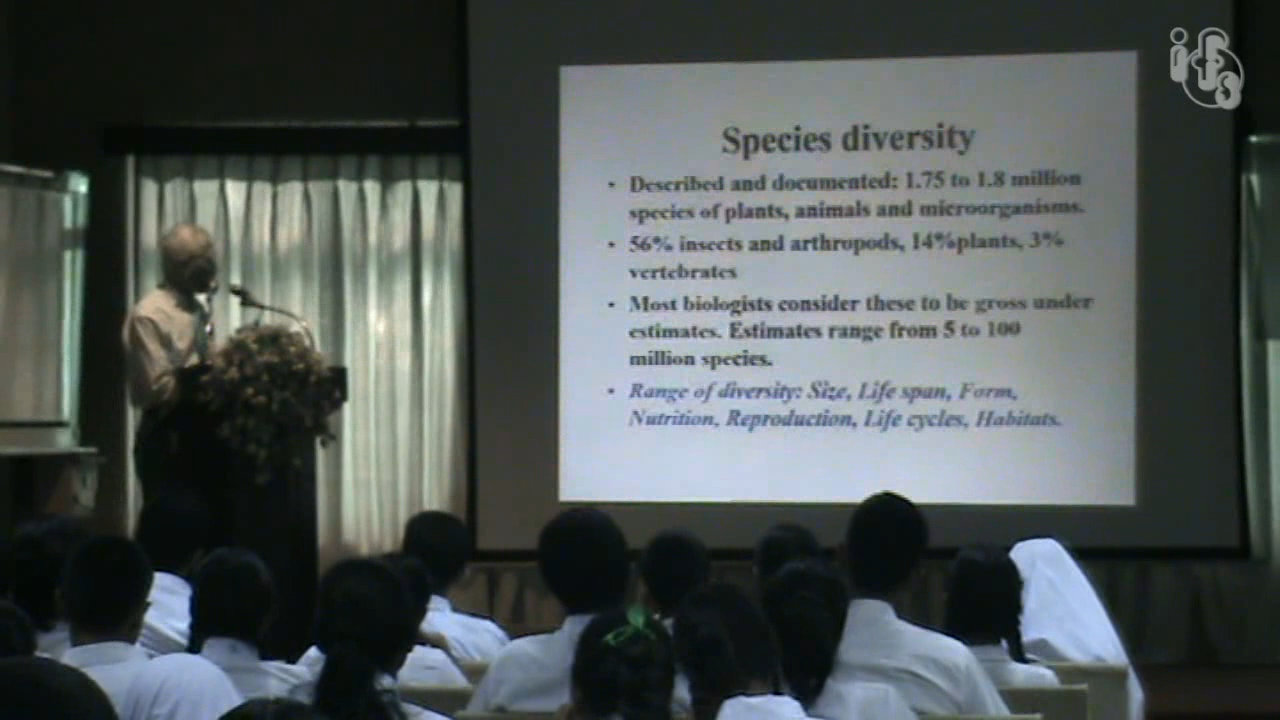 Species diversity
• Described and documented: 1.75 to 1.8 million
species of plants, animals and microorganisms.
• 56% insects and arthropods, 14%plants, 3%
vertebrates
• Most biologists consider these to be gross under
estimates. Estimates range from 5 to 100
million species.
• Range of diversity: Size, Life span, Form,
Nutrition, Reproduction, Life cycles, Habitats.